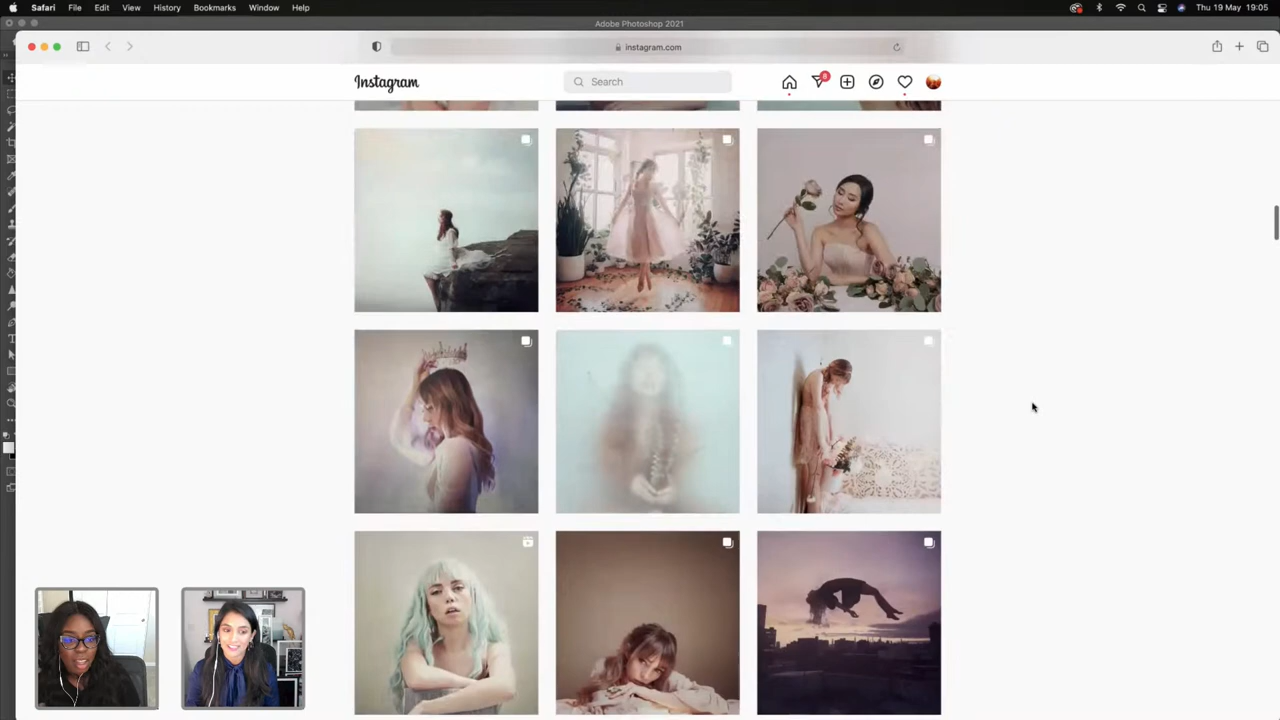 Safari File Edit View History Bookmarks Window Help Thu 19 May 19:05
Adobe Photoshop 2021
instagram.com
Instagram Search 8